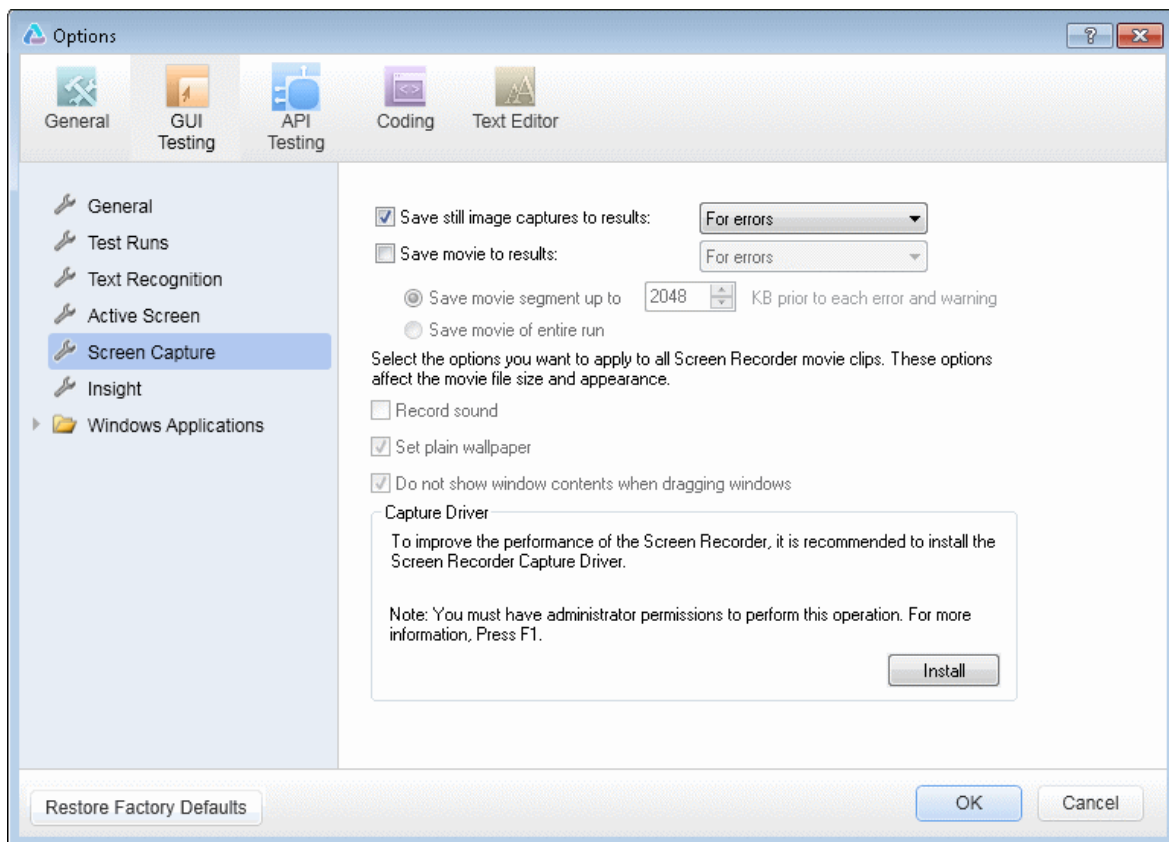 Options
General
GUI
Testing
API
Testing
Coding
Text Editor
General
Test Runs
Text Recognition
Active Screen
Screen Capture
Insight
Windows Applications
Save still image captures to results:
For errors
Save movie to results:
For errors
Save movie segment up to
2048
KB prior to each error and warning
Save movie of entire run
Select the options you want to apply to all Screen Recorder movie clips. These options
affect the movie file size and appearance.
Record sound
Set plain wallpaper
Do not show window contents when dragging windows
Capture Driver
To improve the performance of the Screen Recorder, it is recommended to install the
Screen Recorder Capture Driver.
Note: You must have administrator permissions to perform this operation. For more
information, Press F1.
Install
Restore Factory Defaults
OK
Cancel